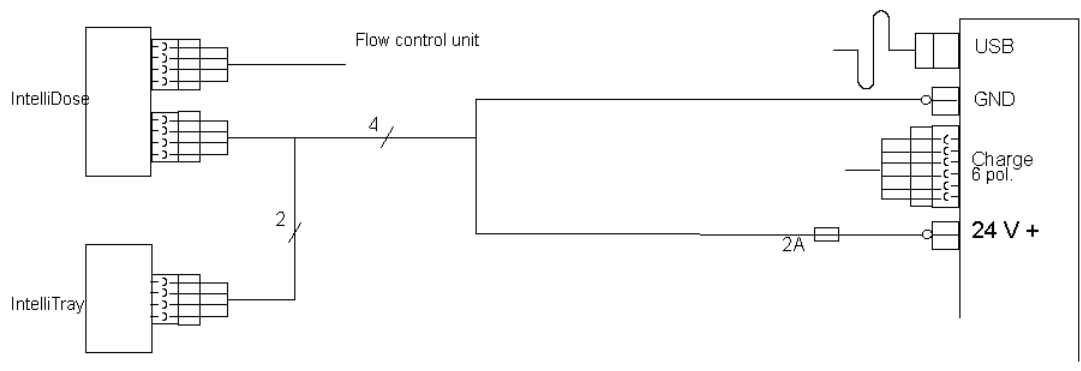 Flow control unit
USB
IntelliDose
GND
4
Charge
6 pol.
2
2A
24 V +
IntelliTray